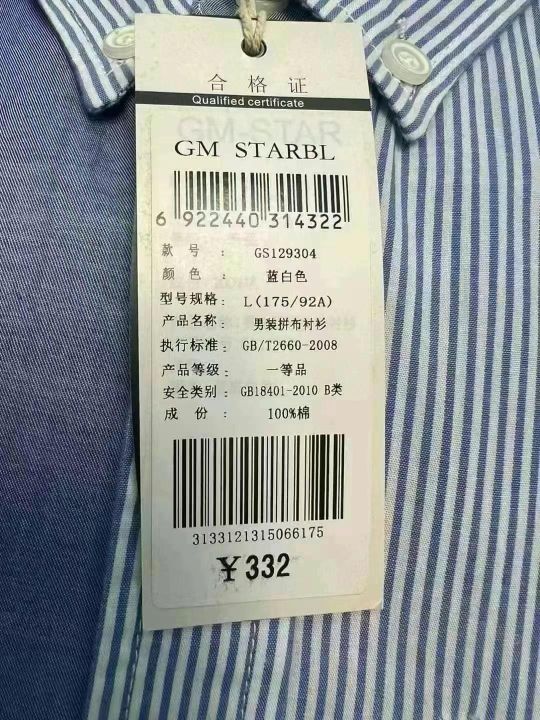 合格证
Qualified certificate
GM-STAR
GM STARBL
6 922440 314322
款号: GS129304
颜色: 蓝白色
型号规格: L(175/92A)
产品名称: 男装拼布衬衫
执行标准: GB/T2660-2008
产品等级: 一等品
安全类别: GB18401-2010 B类
成份: 100%棉
3133121315066175
¥332